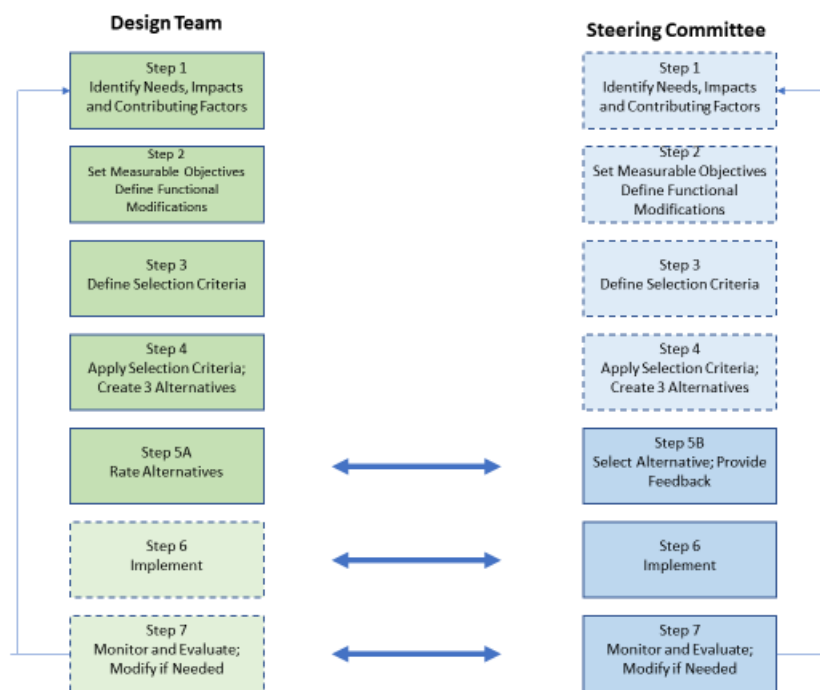 Design Team
Step 1
Identify Needs, Impacts
and Contributing Factors
Step 2
Set Measurable Objectives
Define Functional
Modifications
Step 3
Define Selection Criteria
Step 4
Apply Selection Criteria;
Create 3 Alternatives
Step 5A
Rate Alternatives
Step 6
Implement
Step 7
Monitor and Evaluate;
Modify if Needed
Steering Committee
Step 1
Identify Needs, Impacts
and Contributing Factors
Step 2
Set Measurable Objectives
Define Functional
Modifications
Step 3
Define Selection Criteria
Step 4
Apply Selection Criteria;
Create 3 Alternatives
Step 5B
Select Alternative; Provide
Feedback
Step 6
Implement
Step 7
Monitor and Evaluate;
Modify if Needed